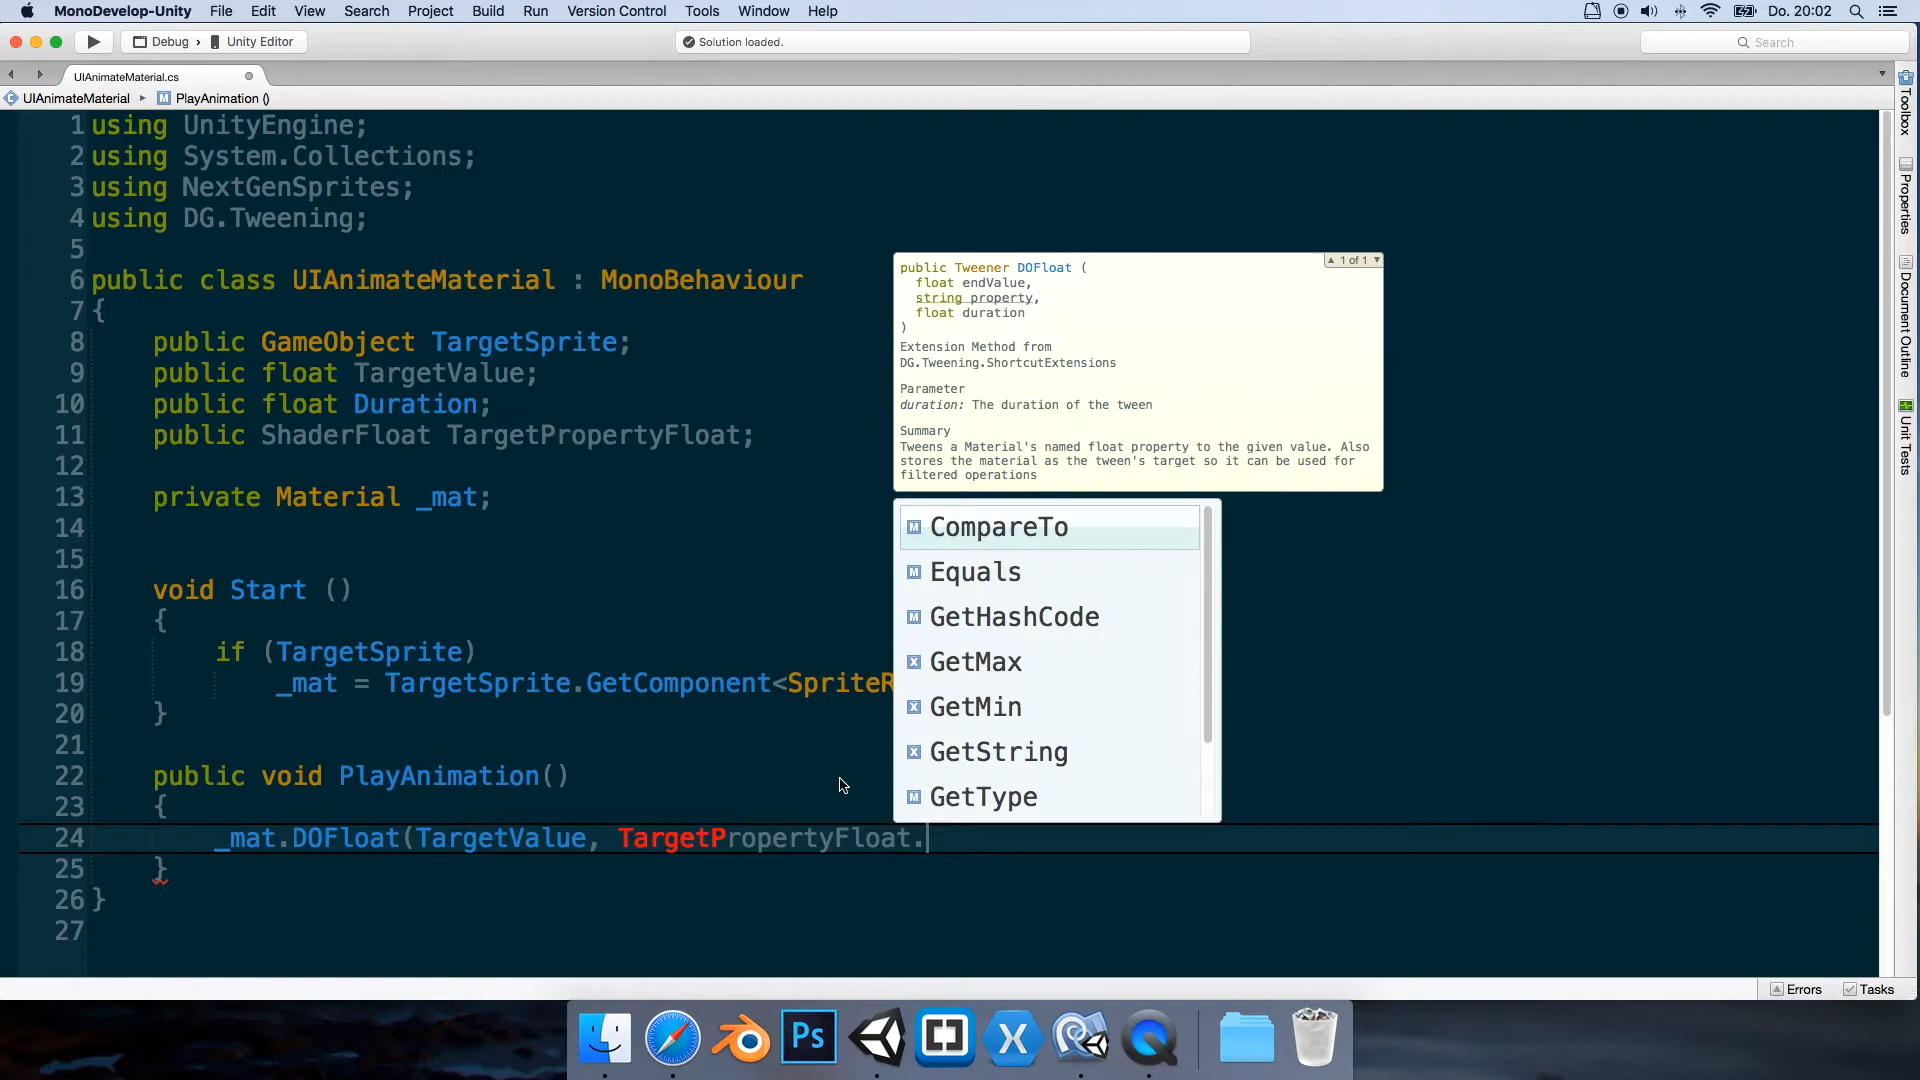 MonoDevelop-Unity File Edit View Search Project Build Run Version Control Tools Window Help Do. 20:02
Debug › Unity Editor Solution loaded. Search
UIAnimateMaterial.cs
UIAnimateMaterial ▸ M PlayAnimation ()
1 using UnityEngine;
2 using System.Collections;
3 using NextGenSprites;
4 using DG.Tweening;
5
6 public class UIAnimateMaterial : MonoBehaviour
7 {
8 public GameObject TargetSprite;
9 public float TargetValue;
10 public float Duration;
11 public ShaderFloat TargetPropertyFloat;
12
13 private Material _mat;
14
15
16 void Start ()
17 {
18 if (TargetSprite)
19 _mat = TargetSprite.GetComponent<SpriteR
20 }
21
22 public void PlayAnimation()
23 {
24 _mat.DOFloat(TargetValue, TargetPropertyFloat.
25 }
26 }
27
▲ 1 of 1 ▼
public Tweener DOFloat (
float endValue,
string property,
float duration
)
Extension Method from
DG.Tweening.ShortcutExtensions
Parameter
duration: The duration of the tween
Summary
Tweens a Material's named float property to the given value. Also
stores the material as the tween's target so it can be used for
filtered operations
M CompareTo
M Equals
M GetHashCode
X GetMax
X GetMin
X GetString
M GetType
Toolbox
Properties
Document Outline
Unit Tests
Errors Tasks
Ps